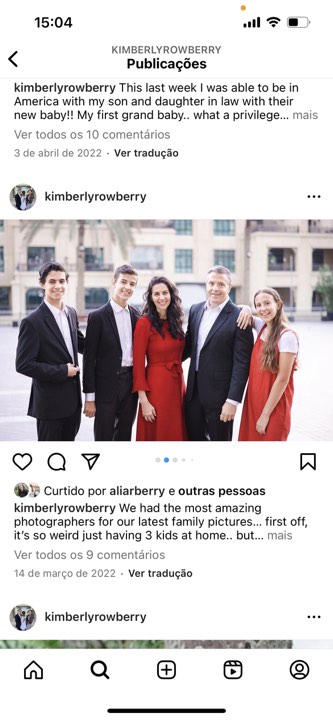 15:04
KIMBERLYROWBERRY
Publicações
kimberlyrowberry This last week I was able to be in
America with my son and daughter in law with their
new baby!! My first grand baby.. what a privilege... mais
Ver todos os 10 comentários
3 de abril de 2022 · Ver tradução
kimberlyrowberry
Curtido por aliarberry e outras pessoas
kimberlyrowberry We had the most amazing
photographers for our latest family pictures... first off,
it's so weird just having 3 kids at home.. but... mais
Ver todos os 9 comentários
14 de março de 2022 · Ver tradução
kimberlyrowberry